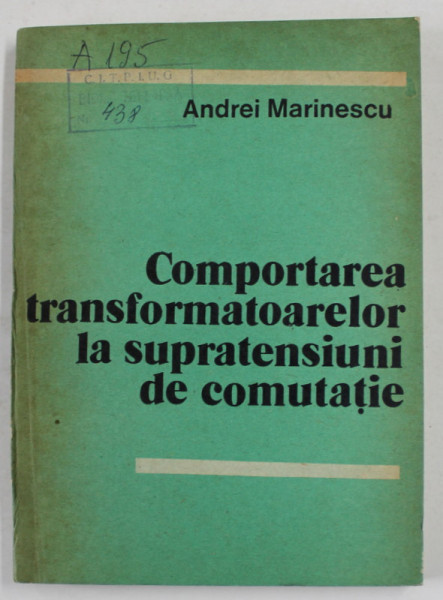 A 195
438
Andrei Marinescu
Comportarea
transformatoarelor
la supratensiuni
de comutație